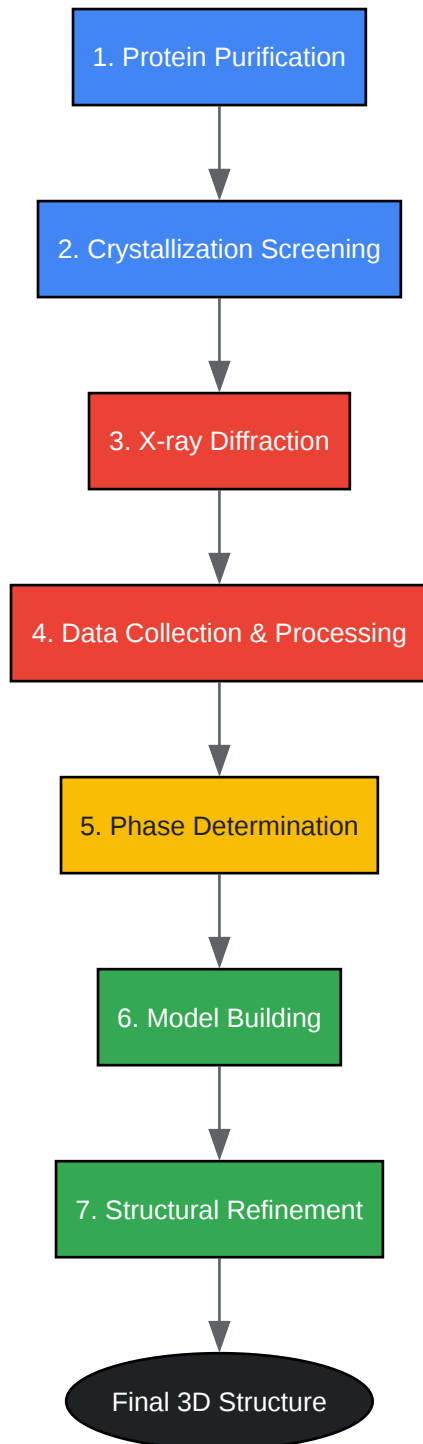 1. Protein Purification
2. Crystallization Screening
3. X-ray Diffraction
4. Data Collection & Processing
5. Phase Determination
6. Model Building
7. Structural Refinement
Final 3D Structure